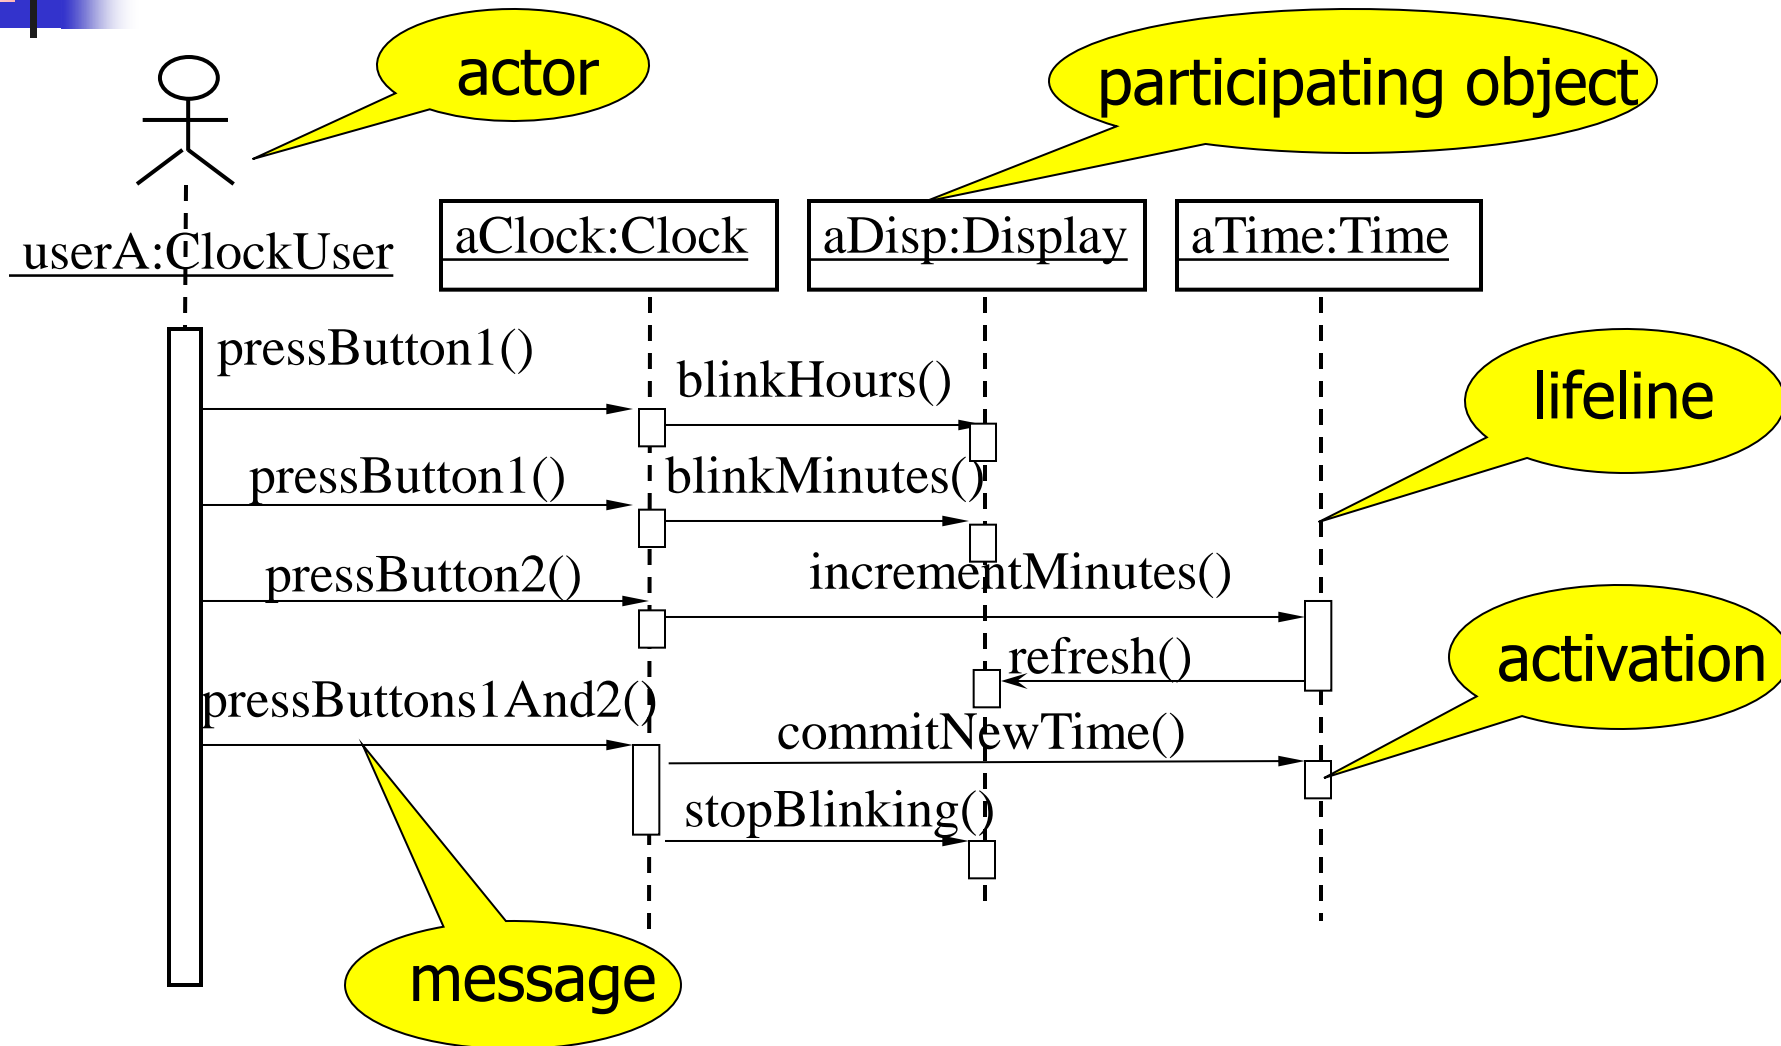 actor
participating object
userA:ClockUser
aClock:Clock
aDisp:Display
aTime:Time
pressButton1()
blinkHours()
lifeline
pressButton1()
blinkMinutes()
pressButton2()
incrementMinutes()
refresh()
activation
pressButtons1And2()
commitNewTime()
stopBlinking()
message